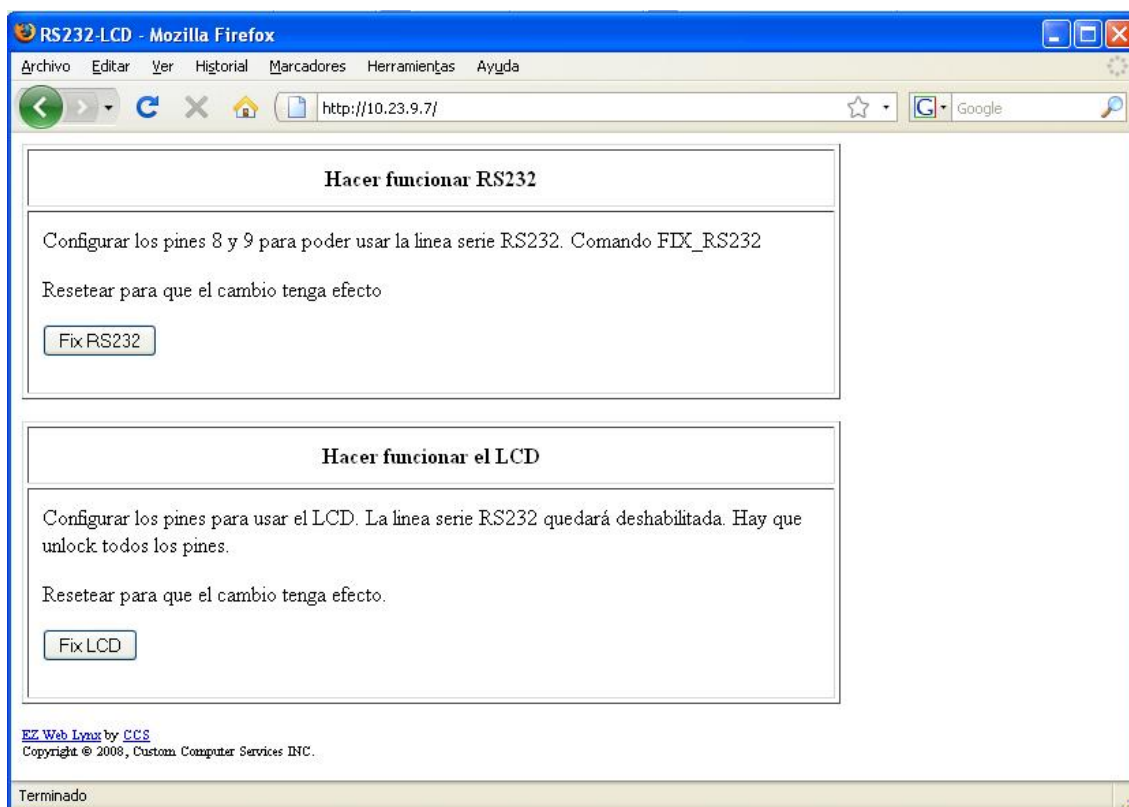 RS232-LCD - Mozilla Firefox
Archivo Editar Ver Historial Marcadores Herramientas Ayuda
http://10.23.9.7/ G Google
Hacer funcionar RS232
Configurar los pines 8 y 9 para poder usar la linea serie RS232. Comando FIX_RS232
Resetear para que el cambio tenga efecto
Fix RS232
Hacer funcionar el LCD
Configurar los pines para usar el LCD. La linea serie RS232 quedará deshabilitada. Hay que
unlock todos los pines.
Resetear para que el cambio tenga efecto.
Fix LCD
EZ Web Lynx by CCS
Copyright © 2008, Custom Computer Services INC.
Terminado